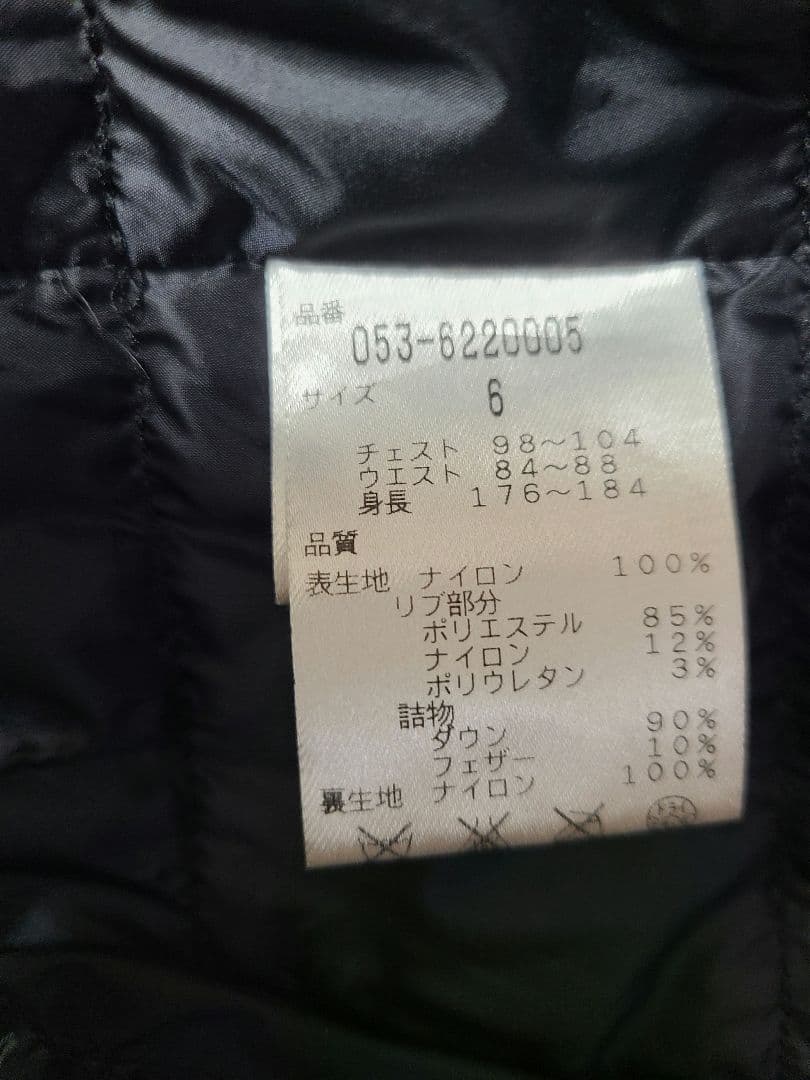 品番
053-6220005
サイズ 6
チェスト 98~104
ウエスト 84~88
身長 176~184
品質
表生地 ナイロン 100%
リブ部分
ポリエステル 85%
ナイロン 12%
ポリウレタン 3%
詰物
ダウン 90%
フェザー 10%
裏生地 ナイロン 100%
ドライ